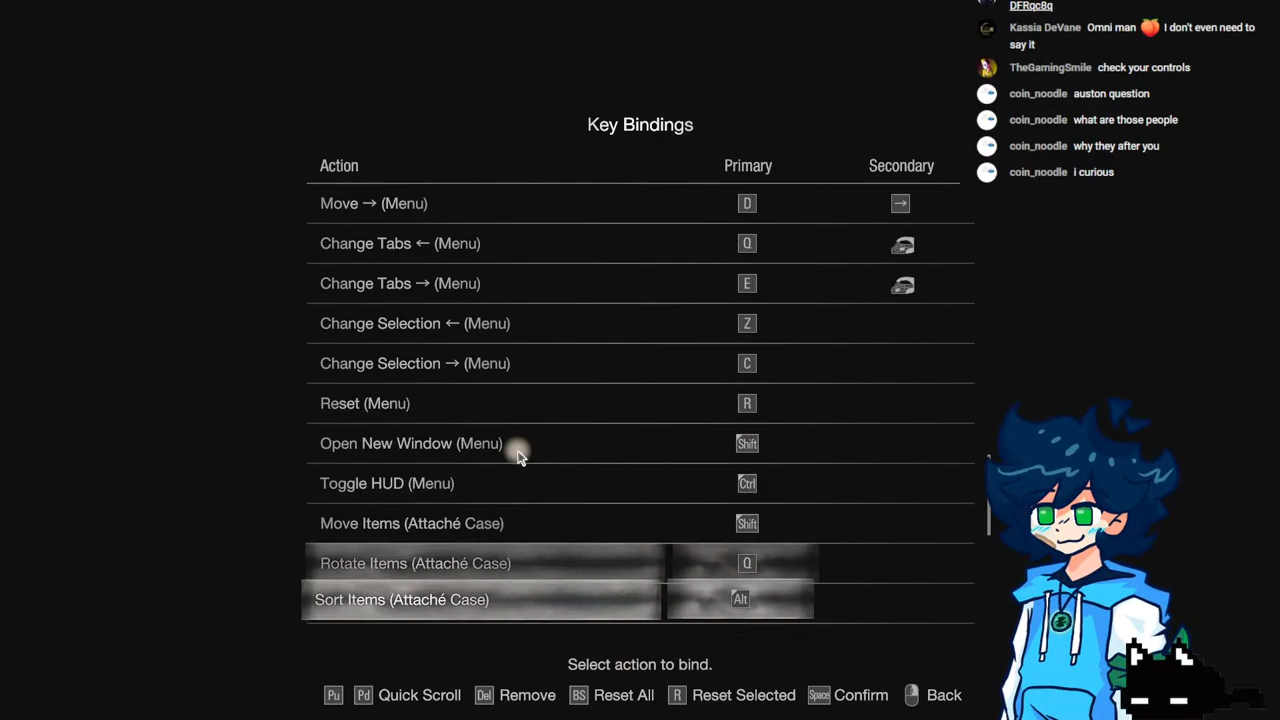 DFRqc8q
Kassia DeVane Omni man 🍑 I don't even need to
say it
TheGamingSmile check your controls
coin_noodle auston question
coin_noodle what are those people
coin_noodle why they after you
coin_noodle i curious
Key Bindings
Action Primary Secondary
Move → (Menu) D →
Change Tabs ← (Menu) Q
Change Tabs → (Menu) E
Change Selection ← (Menu) Z
Change Selection → (Menu) C
Reset (Menu) R
Open New Window (Menu) Shift
Toggle HUD (Menu) Ctrl
Move Items (Attaché Case) Shift
Rotate Items (Attaché Case) Q
Sort Items (Attaché Case) Alt
Select action to bind.
Pu Pd Quick Scroll Del Remove BS Reset All R Reset Selected Space Confirm Back